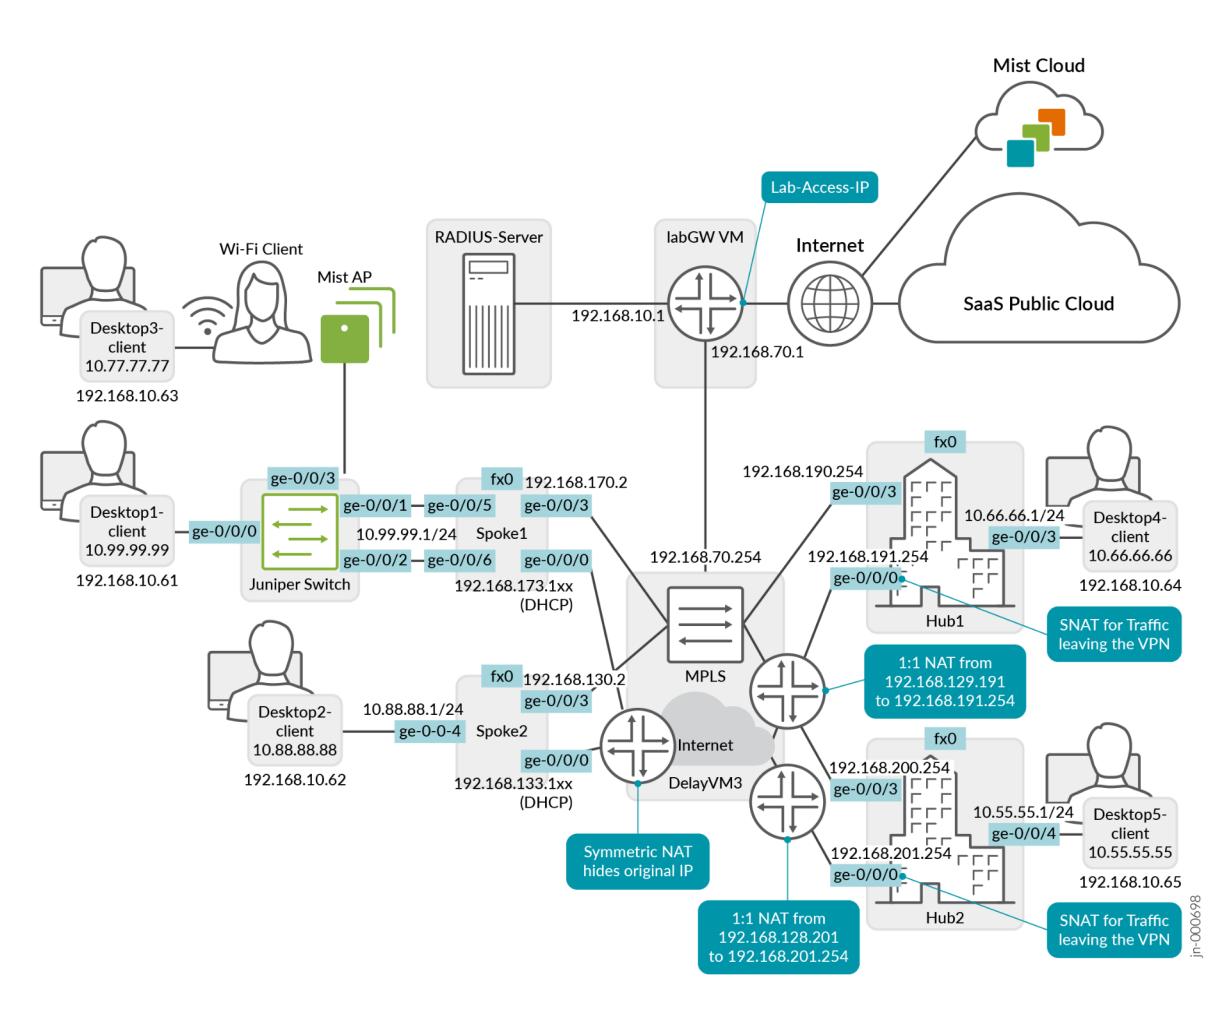 Mist Cloud
Lab-Access-IP
RADIUS-Server
labGW VM
Internet
SaaS Public Cloud
192.168.10.1
192.168.70.1
Wi-Fi Client
Mist AP
Desktop3-
client
10.77.77.77
192.168.10.63
Desktop1-
client
10.99.99.99
192.168.10.61
ge-0/0/0
ge-0/0/3
ge-0/0/1
ge-0/0/2
Juniper Switch
10.99.99.1/24
ge-0/0/5
ge-0/0/6
fx0
Spoke1
192.168.170.2
ge-0/0/3
ge-0/0/0
192.168.173.1xx
(DHCP)
Desktop2-
client
10.88.88.88
192.168.10.62
10.88.88.1/24
ge-0-0-4
fx0
Spoke2
192.168.130.2
ge-0/0/3
ge-0/0/0
192.168.133.1xx
(DHCP)
192.168.70.254
MPLS
Internet
DelayVM3
Symmetric NAT
hides original IP
1:1 NAT from
192.168.128.201
to 192.168.201.254
1:1 NAT from
192.168.129.191
to 192.168.191.254
192.168.190.254
ge-0/0/3
192.168.191.254
ge-0/0/0
fx0
Hub1
10.66.66.1/24
ge-0/0/3
Desktop4-
client
10.66.66.66
192.168.10.64
SNAT for Traffic
leaving the VPN
fx0
192.168.200.254
ge-0/0/3
192.168.201.254
ge-0/0/0
Hub2
10.55.55.1/24
ge-0/0/4
Desktop5-
client
10.55.55.55
192.168.10.65
SNAT for Traffic
leaving the VPN
jn-000698